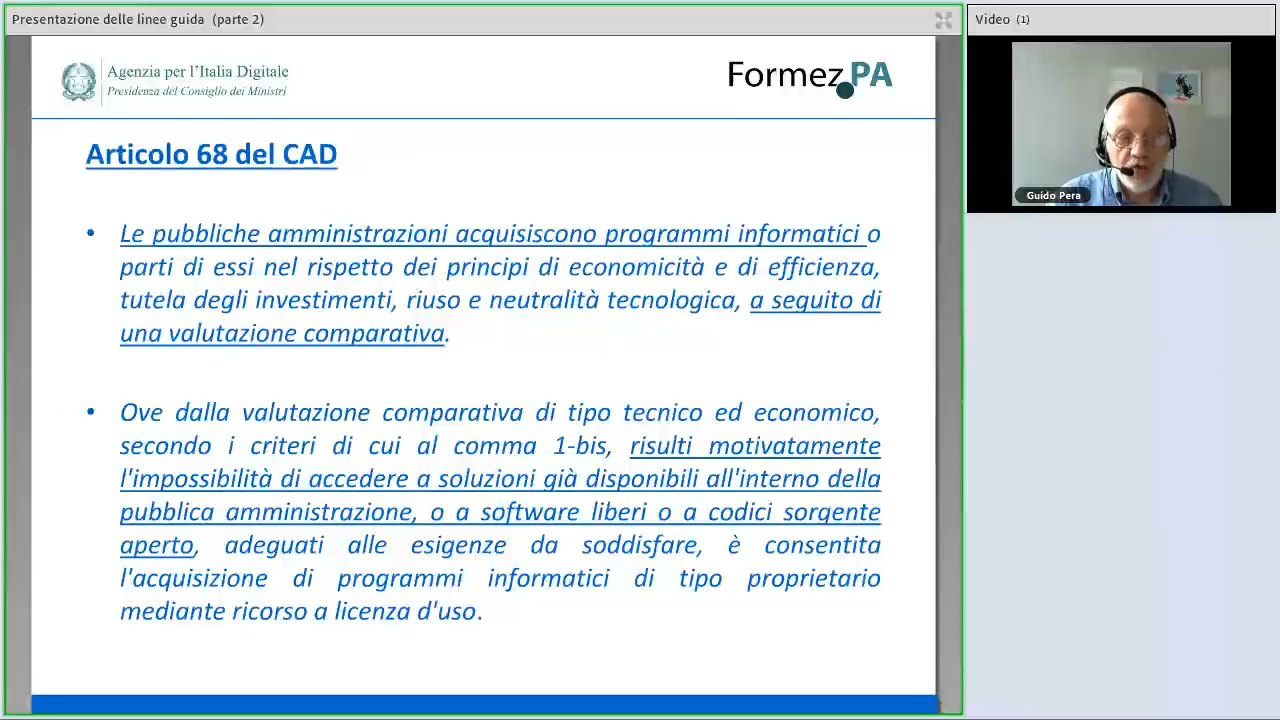 Presentazione delle linee guida (parte 2)
Video (1)
Agenzia per l'Italia Digitale
Presidenza del Consiglio dei Ministri
Formez PA
Guido Pera
Articolo 68 del CAD
• Le pubbliche amministrazioni acquisiscono programmi informatici o
parti di essi nel rispetto dei principi di economicità e di efficienza,
tutela degli investimenti, riuso e neutralità tecnologica, a seguito di
una valutazione comparativa.
• Ove dalla valutazione comparativa di tipo tecnico ed economico,
secondo i criteri di cui al comma 1-bis, risulti motivatamente
l'impossibilità di accedere a soluzioni già disponibili all'interno della
pubblica amministrazione, o a software liberi o a codici sorgente
aperto, adeguati alle esigenze da soddisfare, è consentita
l'acquisizione di programmi informatici di tipo proprietario
mediante ricorso a licenza d'uso.